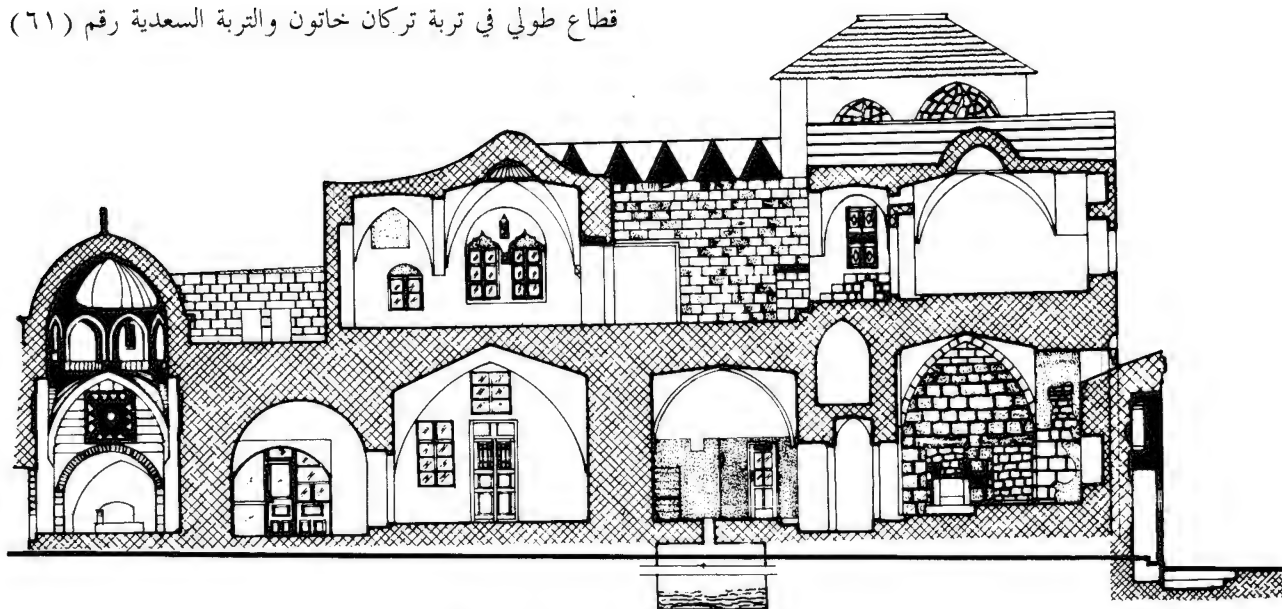 قطاع طولي في تربة تركان خاتون والتربة السعدية رقم (٦١)